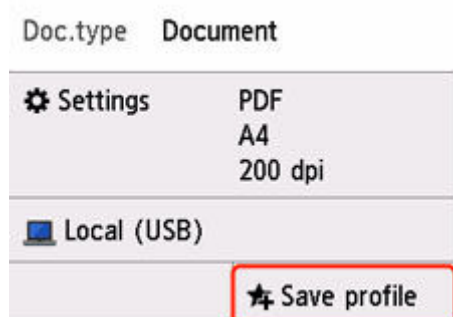 Doc.type Document
Settings PDF
A4
200 dpi
Local (USB)
Save profile